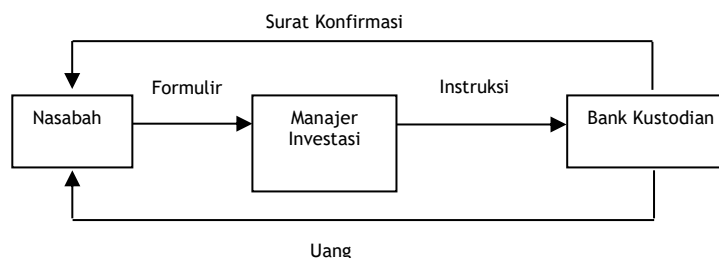 Surat Konfirmasi
Formulir
Instruksi
Nasabah
Manajer
Investasi
Bank Kustodian
Uang